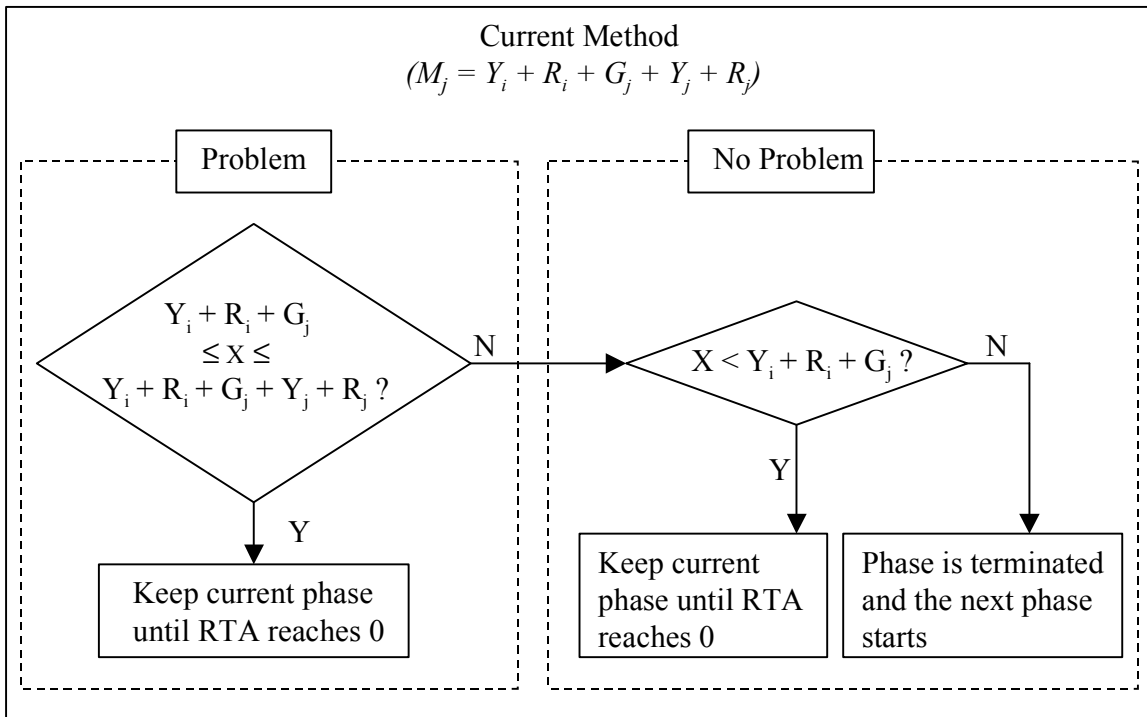 Current Method
(Mj = Yi + Ri + Gj + Yj + Rj)
Problem
No Problem
Yi + Ri + Gj
≤ X ≤
Yi + Ri + Gj + Yj + Rj ?
N
X < Yi + Ri + Gj ?
N
Y
Y
Keep current phase
until RTA reaches 0
Keep current
phase until RTA
reaches 0
Phase is terminated
and the next phase
starts